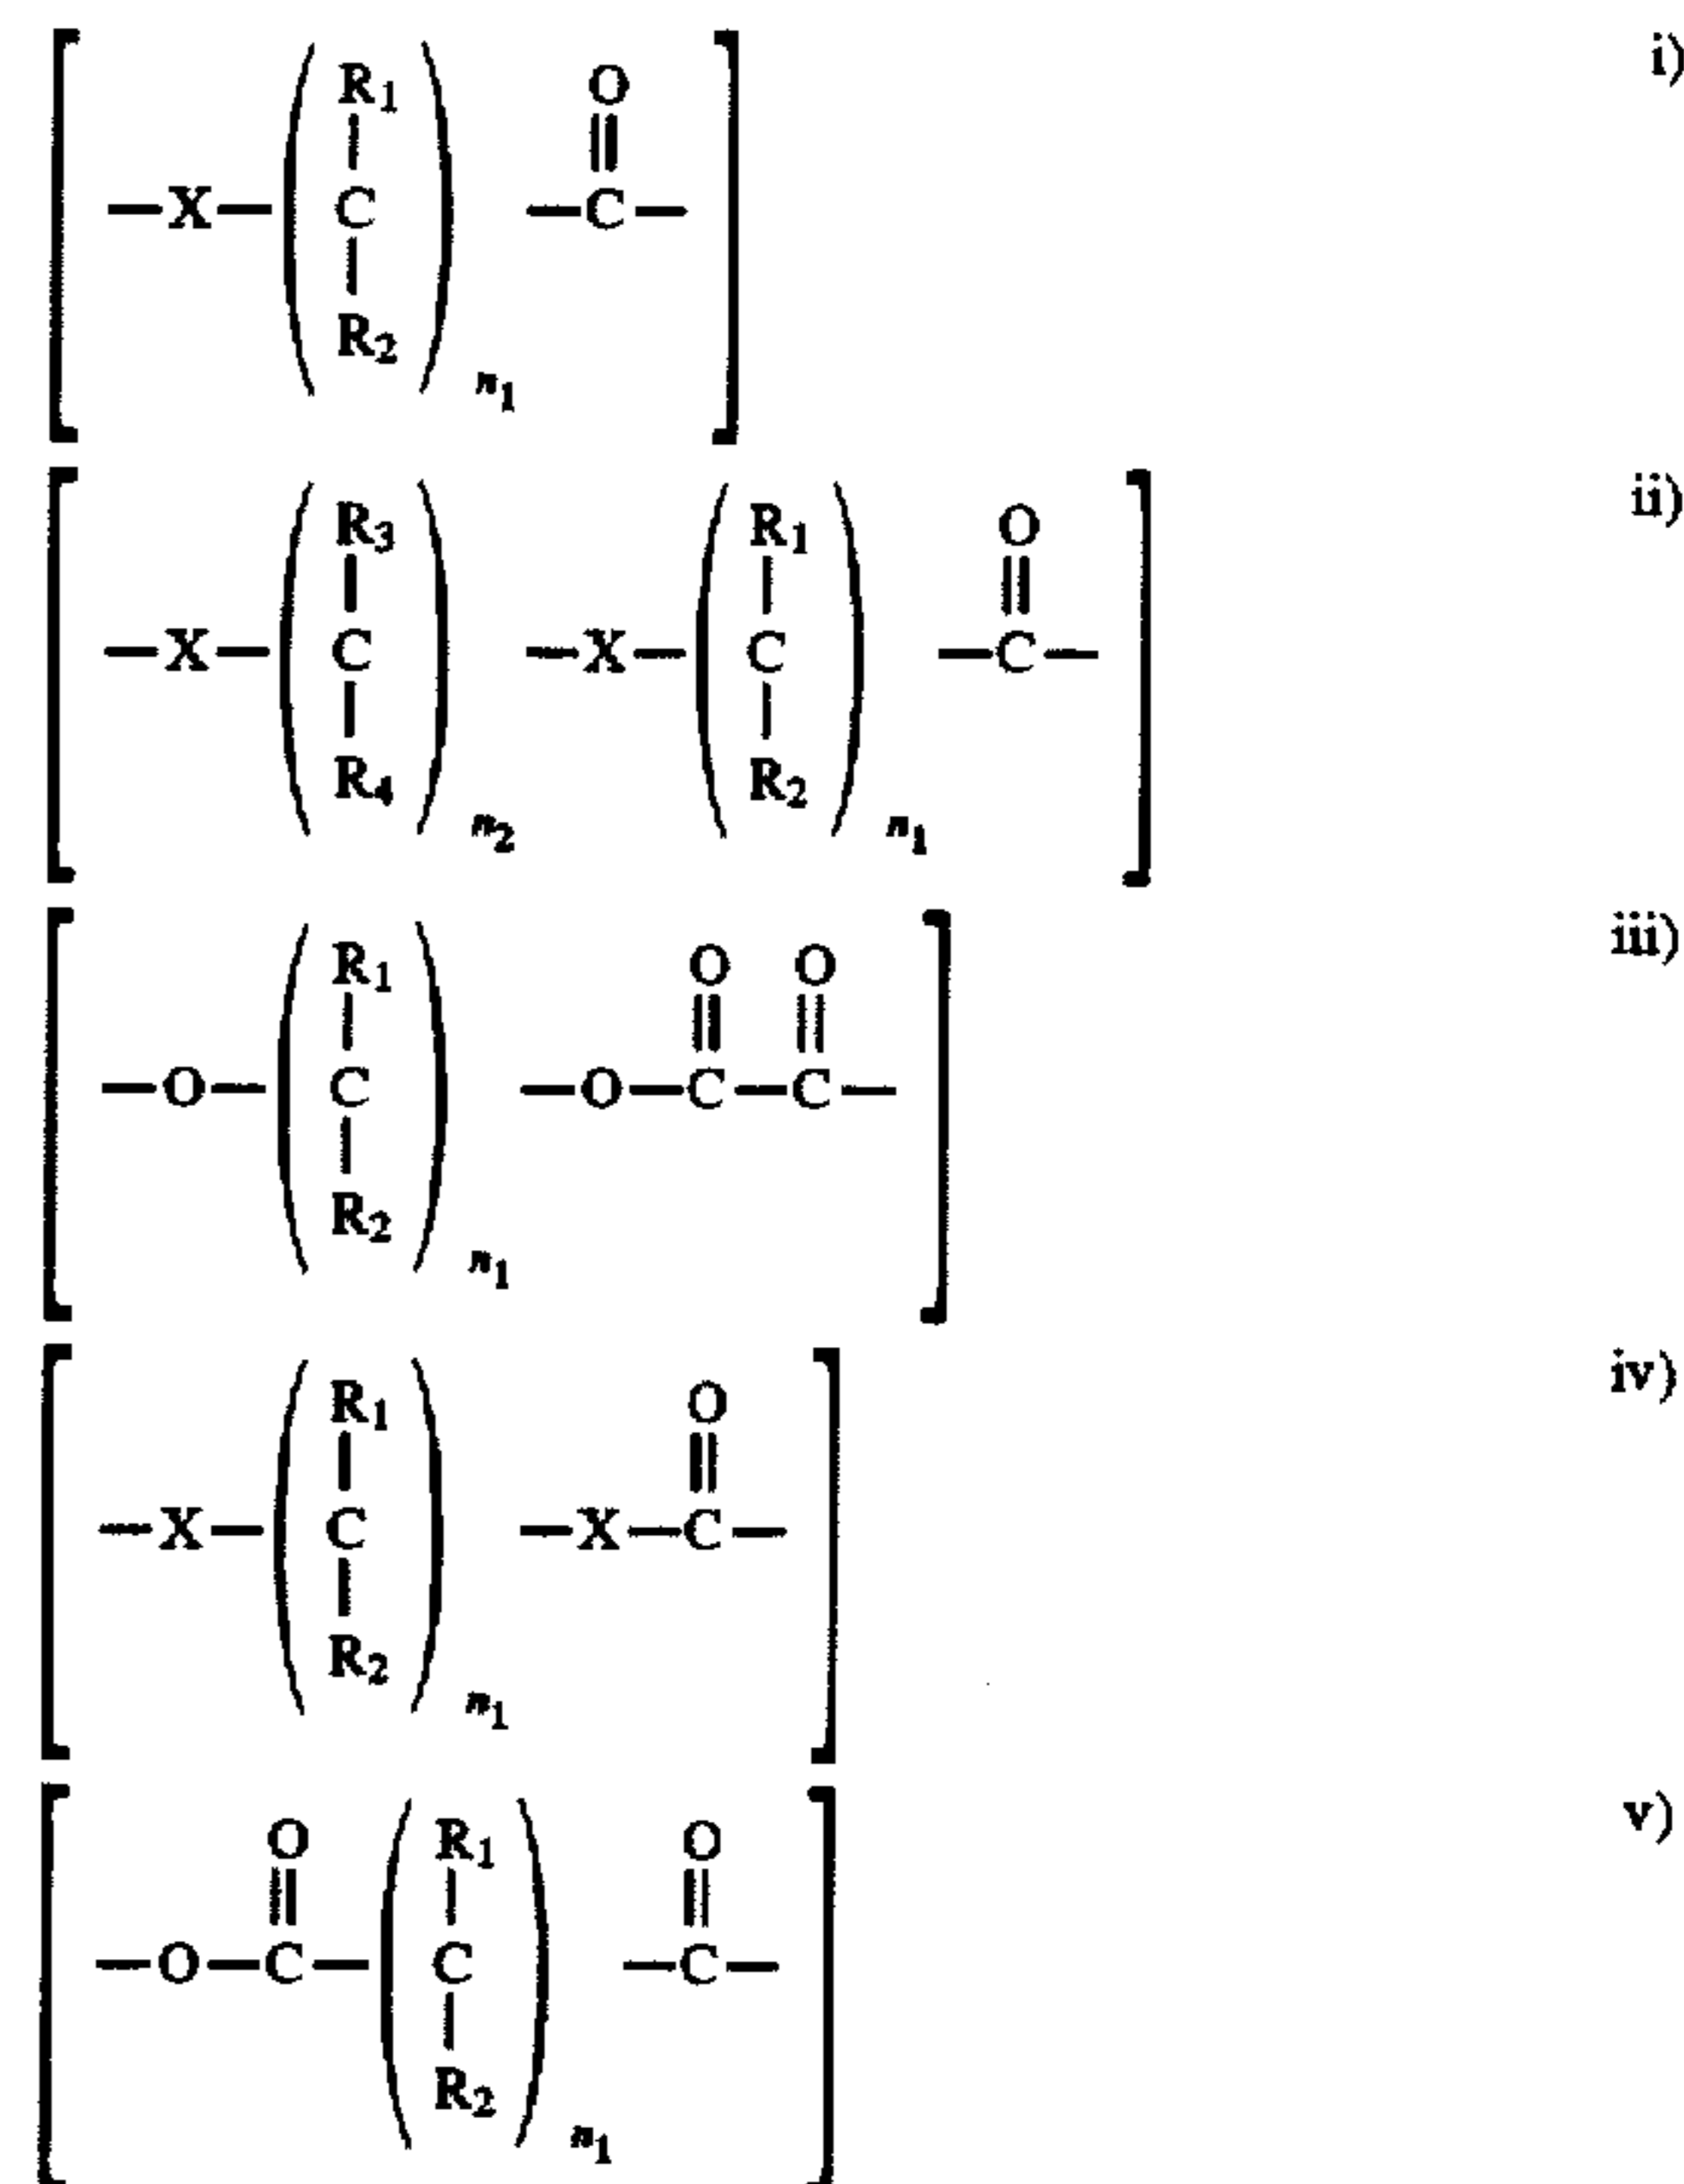 R1 O i)
—X— C —C—
R2
n1
R3 R1 O ii)
—X— C —X— C —C—
R4 R2
n2 n1
R1 O O iii)
—O— C —O—C—C—
R2
n1
R1 O iv)
—X— C —X—C—
R2
n1
O R1 O v)
—O—C— C —C—
R2
n1